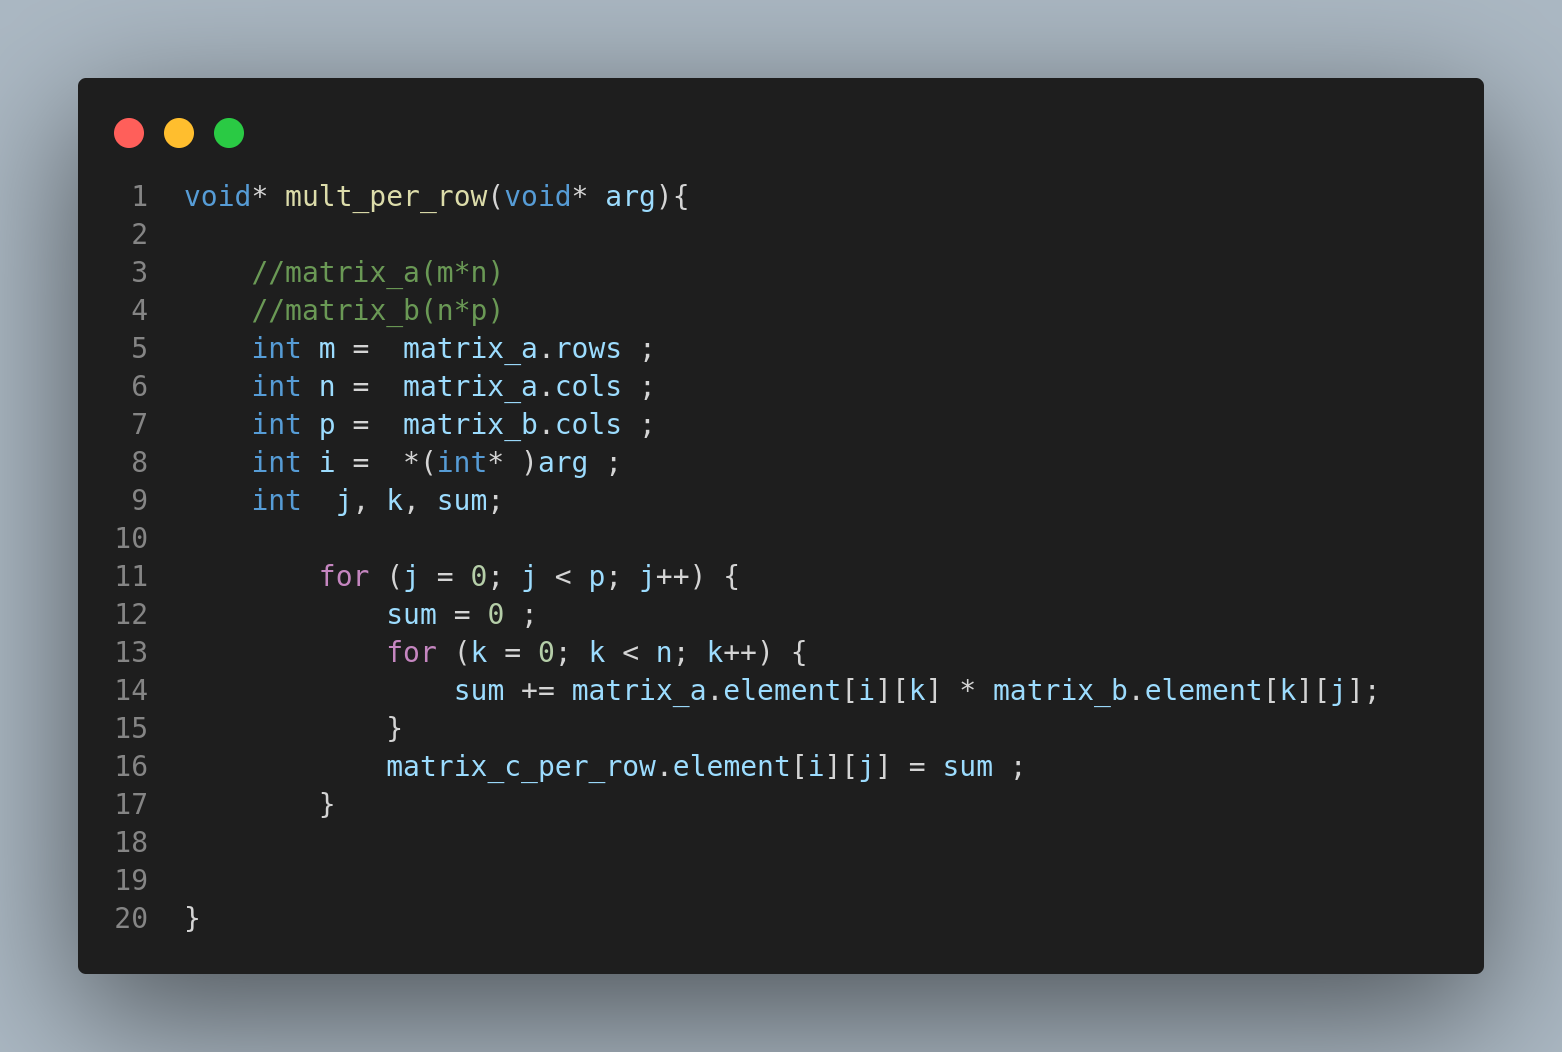 1 void* mult_per_row(void* arg){
2
3     //matrix_a(m*n)
4     //matrix_b(n*p)
5     int m =  matrix_a.rows ;
6     int n =  matrix_a.cols ;
7     int p =  matrix_b.cols ;
8     int i =  *(int* )arg ;
9     int  j, k, sum;
10
11         for (j = 0; j < p; j++) {
12             sum = 0 ;
13             for (k = 0; k < n; k++) {
14                 sum += matrix_a.element[i][k] * matrix_b.element[k][j];
15             }
16             matrix_c_per_row.element[i][j] = sum ;
17         }
18
19
20 }